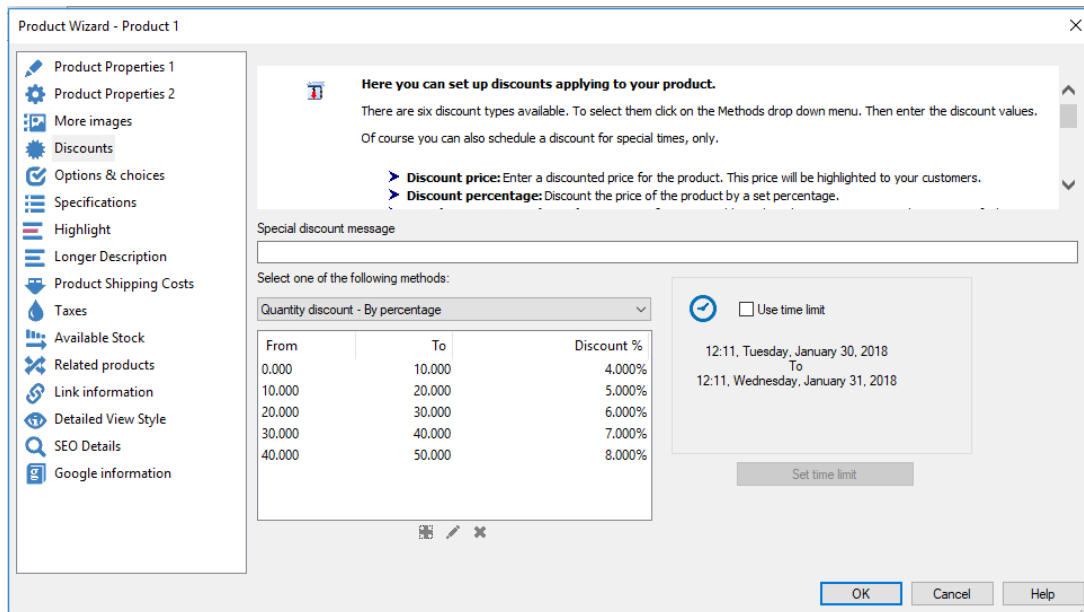 Product Wizard - Product 1
Product Properties 1
Product Properties 2
More images
Discounts
Options & choices
Specifications
Highlight
Longer Description
Product Shipping Costs
Taxes
Available Stock
Related products
Link information
Detailed View Style
SEO Details
Google information
Here you can set up discounts applying to your product.
There are six discount types available. To select them click on the Methods drop down menu. Then enter the discount values.
Of course you can also schedule a discount for special times, only.
Discount price: Enter a discounted price for the product. This price will be highlighted to your customers.
Discount percentage: Discount the price of the product by a set percentage.
Special discount message
Select one of the following methods:
Quantity discount - By percentage
From To Discount %
0.000 10.000 4.000%
10.000 20.000 5.000%
20.000 30.000 6.000%
30.000 40.000 7.000%
40.000 50.000 8.000%
Use time limit
12:11, Tuesday, January 30, 2018
To
12:11, Wednesday, January 31, 2018
Set time limit
OK Cancel Help